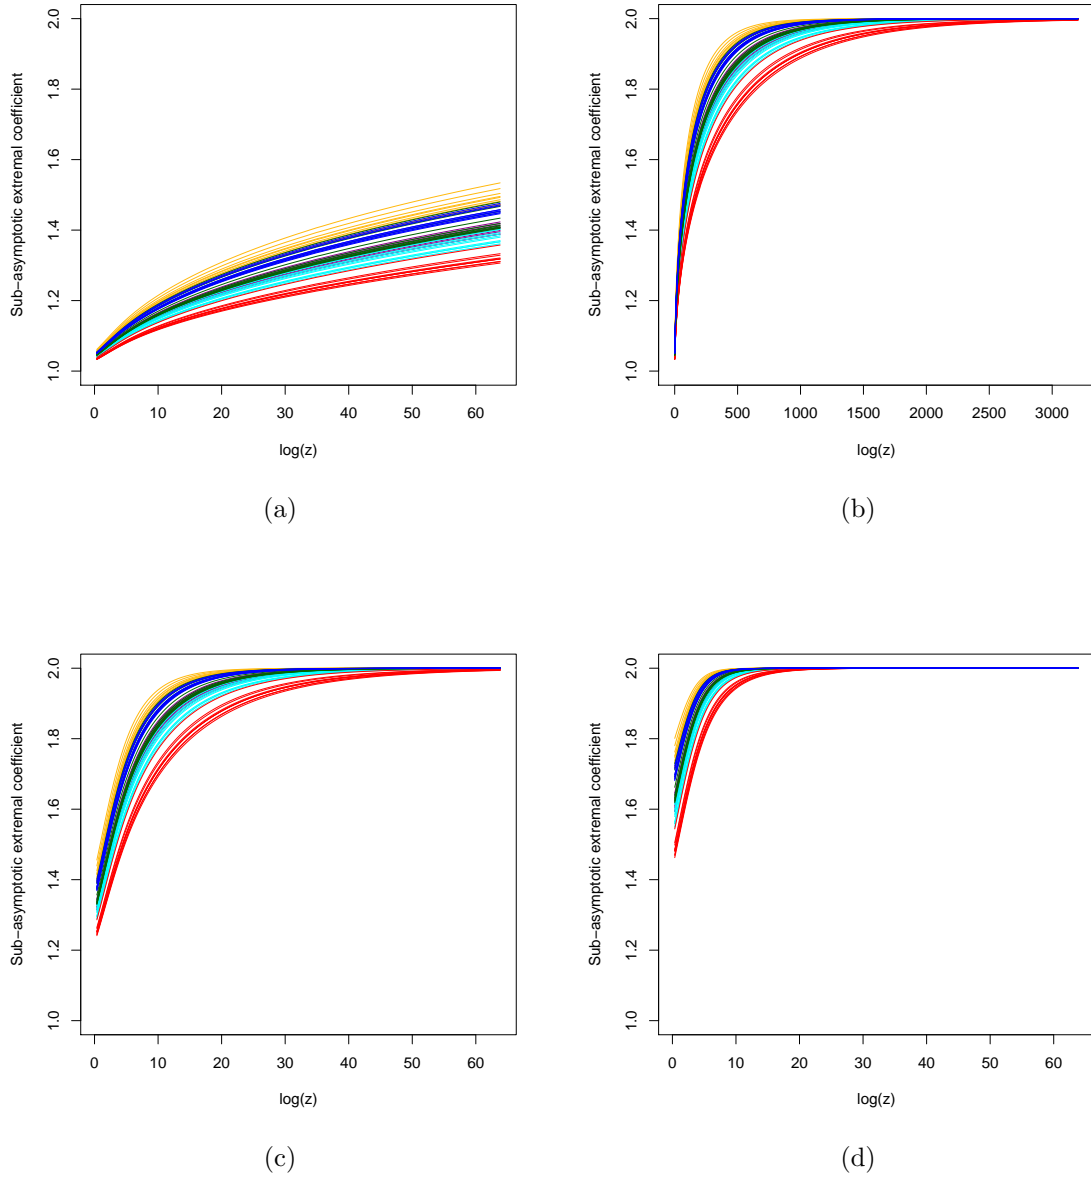 Sub−asymptotic extremal coefficient
1.0 1.2 1.4 1.6 1.8 2.0
0 10 20 30 40 50 60
log(z)
(a)
Sub−asymptotic extremal coefficient
1.0 1.2 1.4 1.6 1.8 2.0
0 500 1000 1500 2000 2500 3000
log(z)
(b)
Sub−asymptotic extremal coefficient
1.0 1.2 1.4 1.6 1.8 2.0
0 10 20 30 40 50 60
log(z)
(c)
Sub−asymptotic extremal coefficient
1.0 1.2 1.4 1.6 1.8 2.0
0 10 20 30 40 50 60
log(z)
(d)